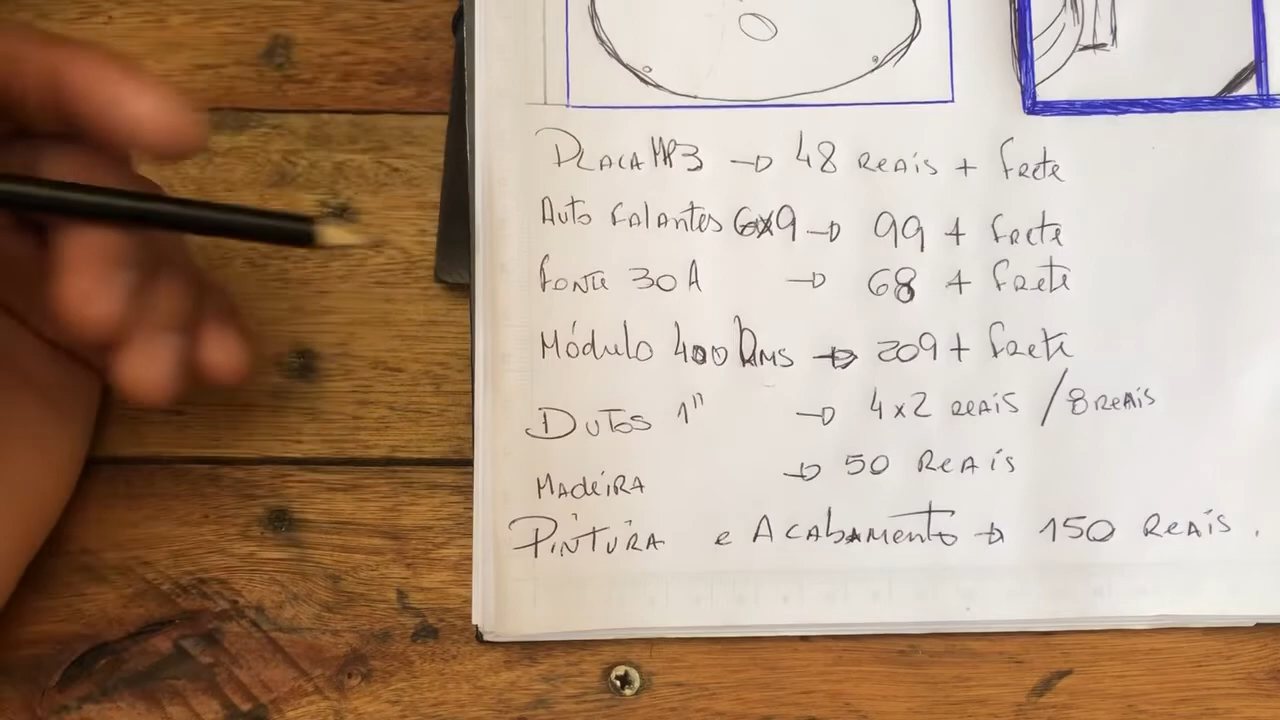 Placa MP3 → 48 reais + frete
Auto falantes 6x9 → 99 + frete
Fonte 30A → 68 + frete
Módulo 400 Rms → 209 + frete
Dutos 1" → 4x2 reais / 8 reais
Madeira → 50 reais
Pintura e Acabamento → 150 reais.